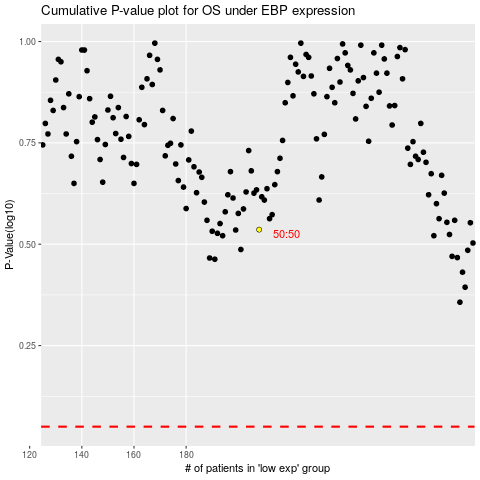 Cumulative P-value plot for OS under EBP expression
P-Value(log10)
1.00
0.75
0.50
0.25
50:50
120 140 160 180
# of patients in 'low exp' group